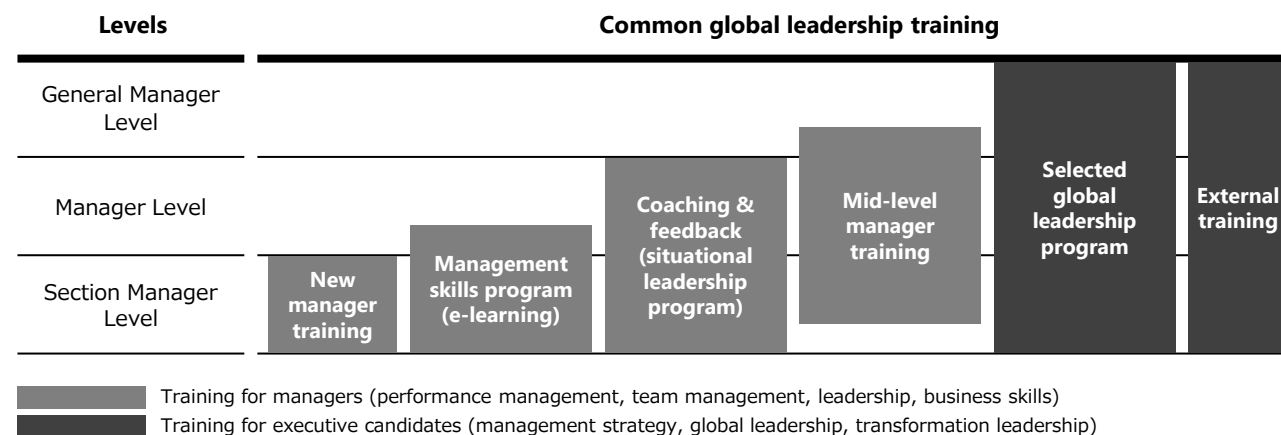 Levels
Common global leadership training
General Manager
Level
Manager Level
Section Manager
Level
New
manager
training
Management
skills program
(e-learning)
Coaching &
feedback
(situational
leadership
program)
Mid-level
manager
training
Selected
global
leadership
program
External
training
Training for managers (performance management, team management, leadership, business skills)
Training for executive candidates (management strategy, global leadership, transformation leadership)